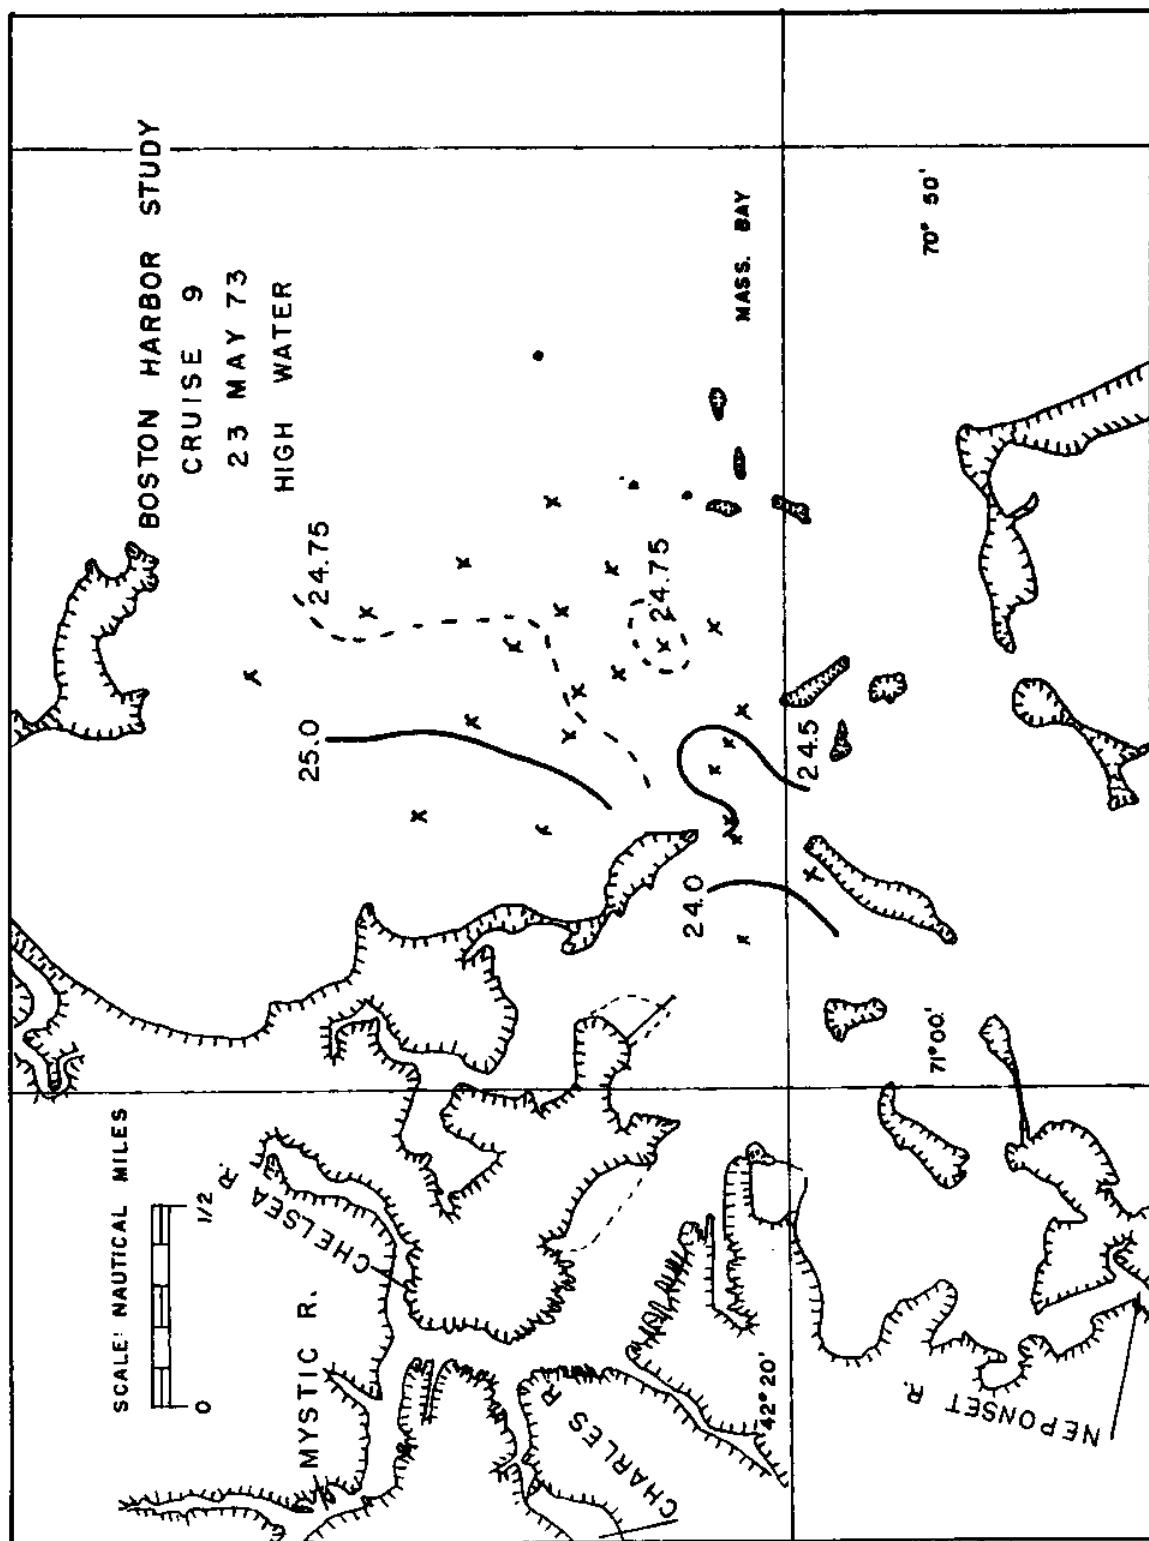 BOSTON HARBOR STUDY
CRUISE 9
23 MAY 73
HIGH WATER
SCALE: NAUTICAL MILES
0 1/2
MYSTIC R.
CHELSEA R.
CHARLES R.
NEPONSET R.
25.0
24.75
24.75
24.5
24.0
MASS. BAY
42°20'
71°00'
70° 50'